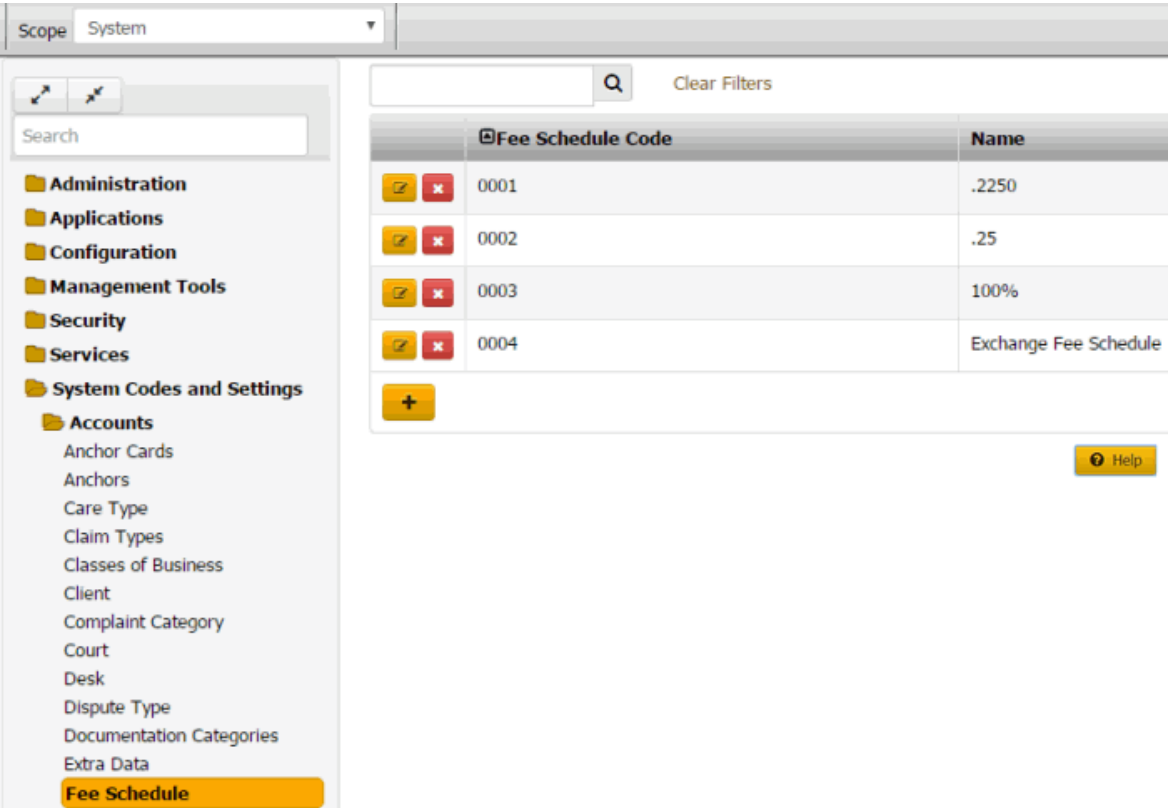 Scope System
Clear Filters
Search
Fee Schedule Code Name
0001 .2250
0002 .25
0003 100%
0004 Exchange Fee Schedule
Help
Administration
Applications
Configuration
Management Tools
Security
Services
System Codes and Settings
Accounts
Anchor Cards
Anchors
Care Type
Claim Types
Classes of Business
Client
Complaint Category
Court
Desk
Dispute Type
Documentation Categories
Extra Data
Fee Schedule